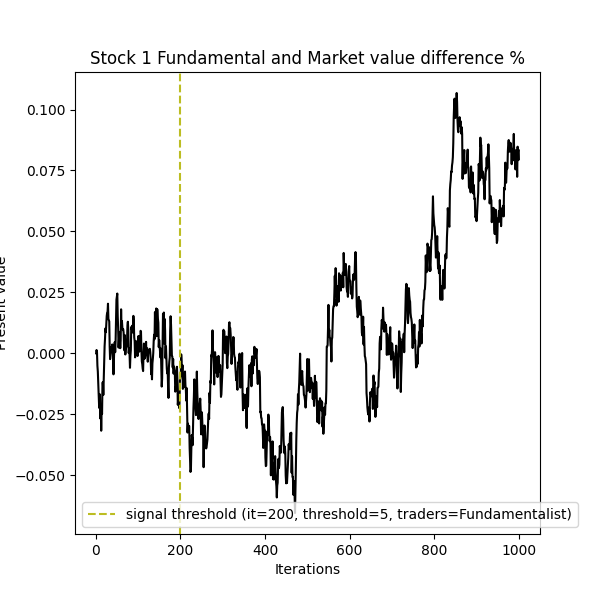 Stock 1 Fundamental and Market value difference %
0.100
0.075
0.050
0.025
0.000
−0.025
−0.050
Present value
signal threshold (it=200, threshold=5, traders=Fundamentalist)
0 200 400 600 800 1000
Iterations